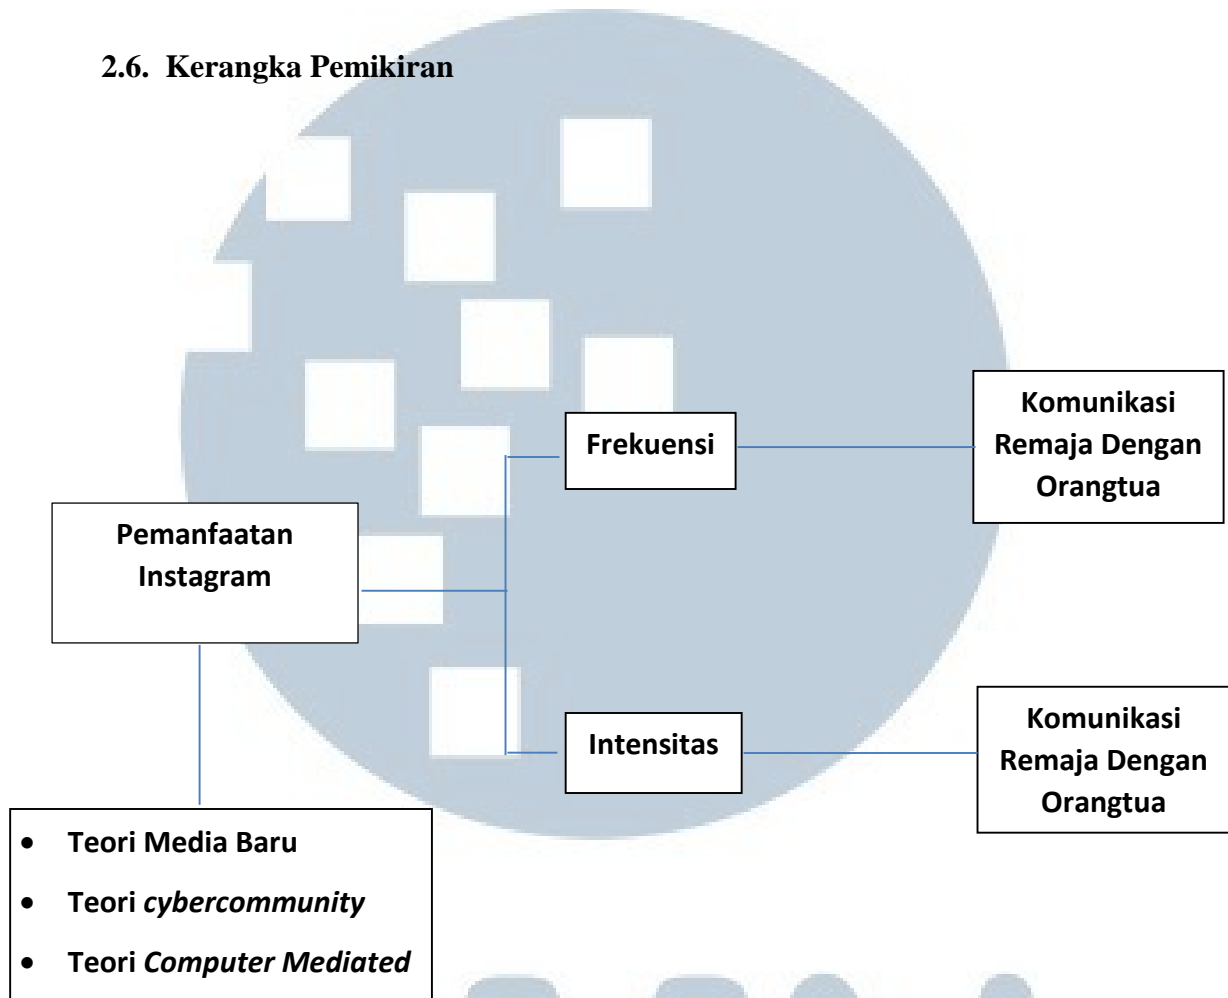 2.6. Kerangka Pemikiran
Komunikasi
Remaja Dengan
Orangtua
Frekuensi
Pemanfaatan
Instagram
Intensitas
Komunikasi
Remaja Dengan
Orangtua
• Teori Media Baru
• Teori cybercommunity
• Teori Computer Mediated